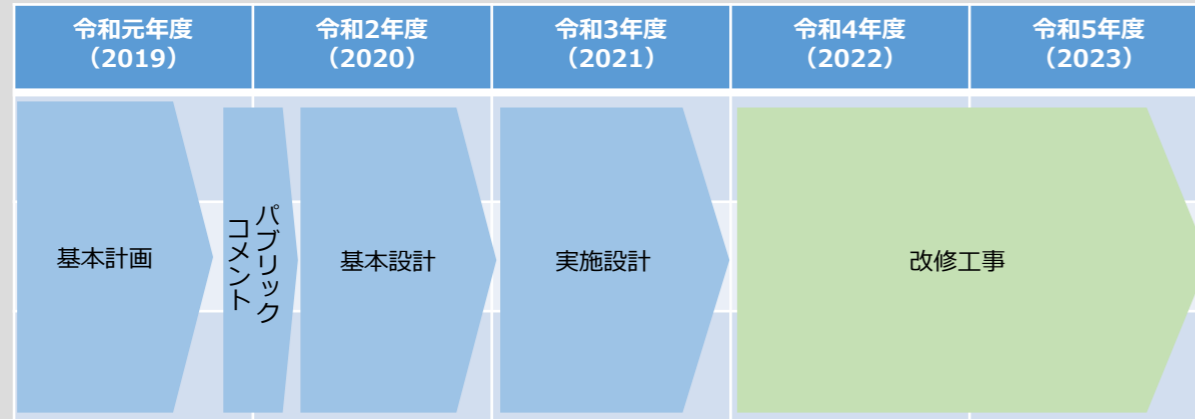 令和元年度
（2019）
令和2年度
（2020）
令和3年度
（2021）
令和4年度
（2022）
令和5年度
（2023）
基本計画
パブリック
コメント
基本設計
実施設計
改修工事